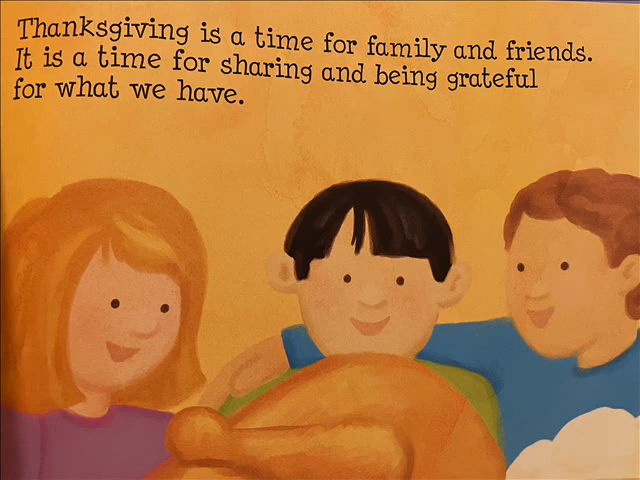 Thanksgiving is a time for family and friends.
It is a time for sharing and being grateful
for what we have.